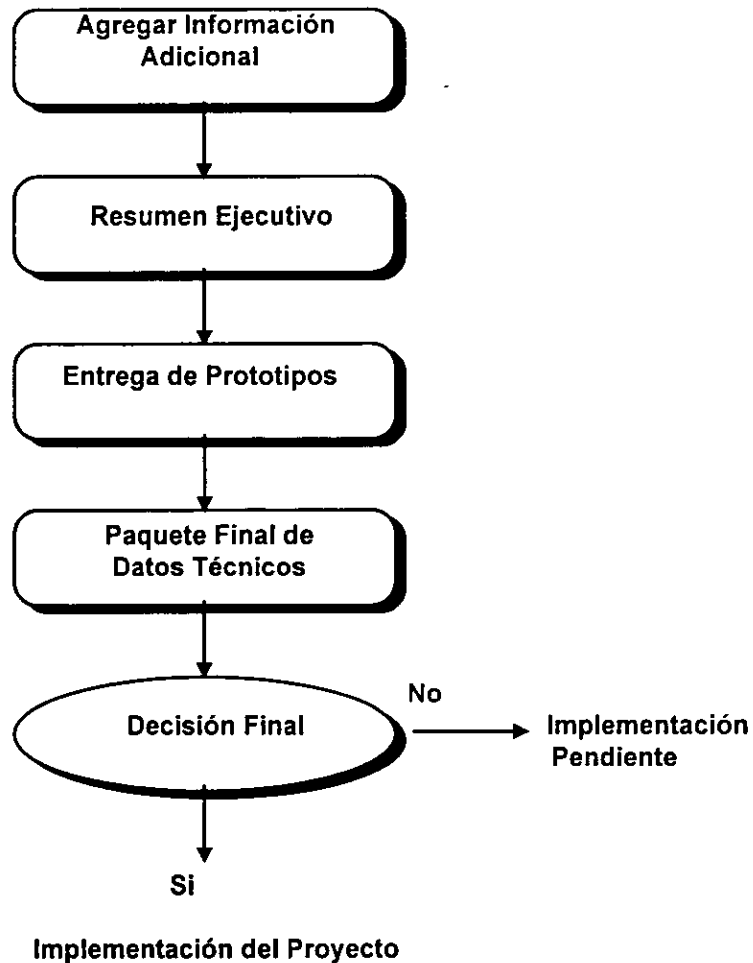 Agregar Información
Adicional
Resumen Ejecutivo
Entrega de Prototipos
Paquete Final de
Datos Técnicos
Decisión Final
No
Implementación
Pendiente
Si
Implementación del Proyecto